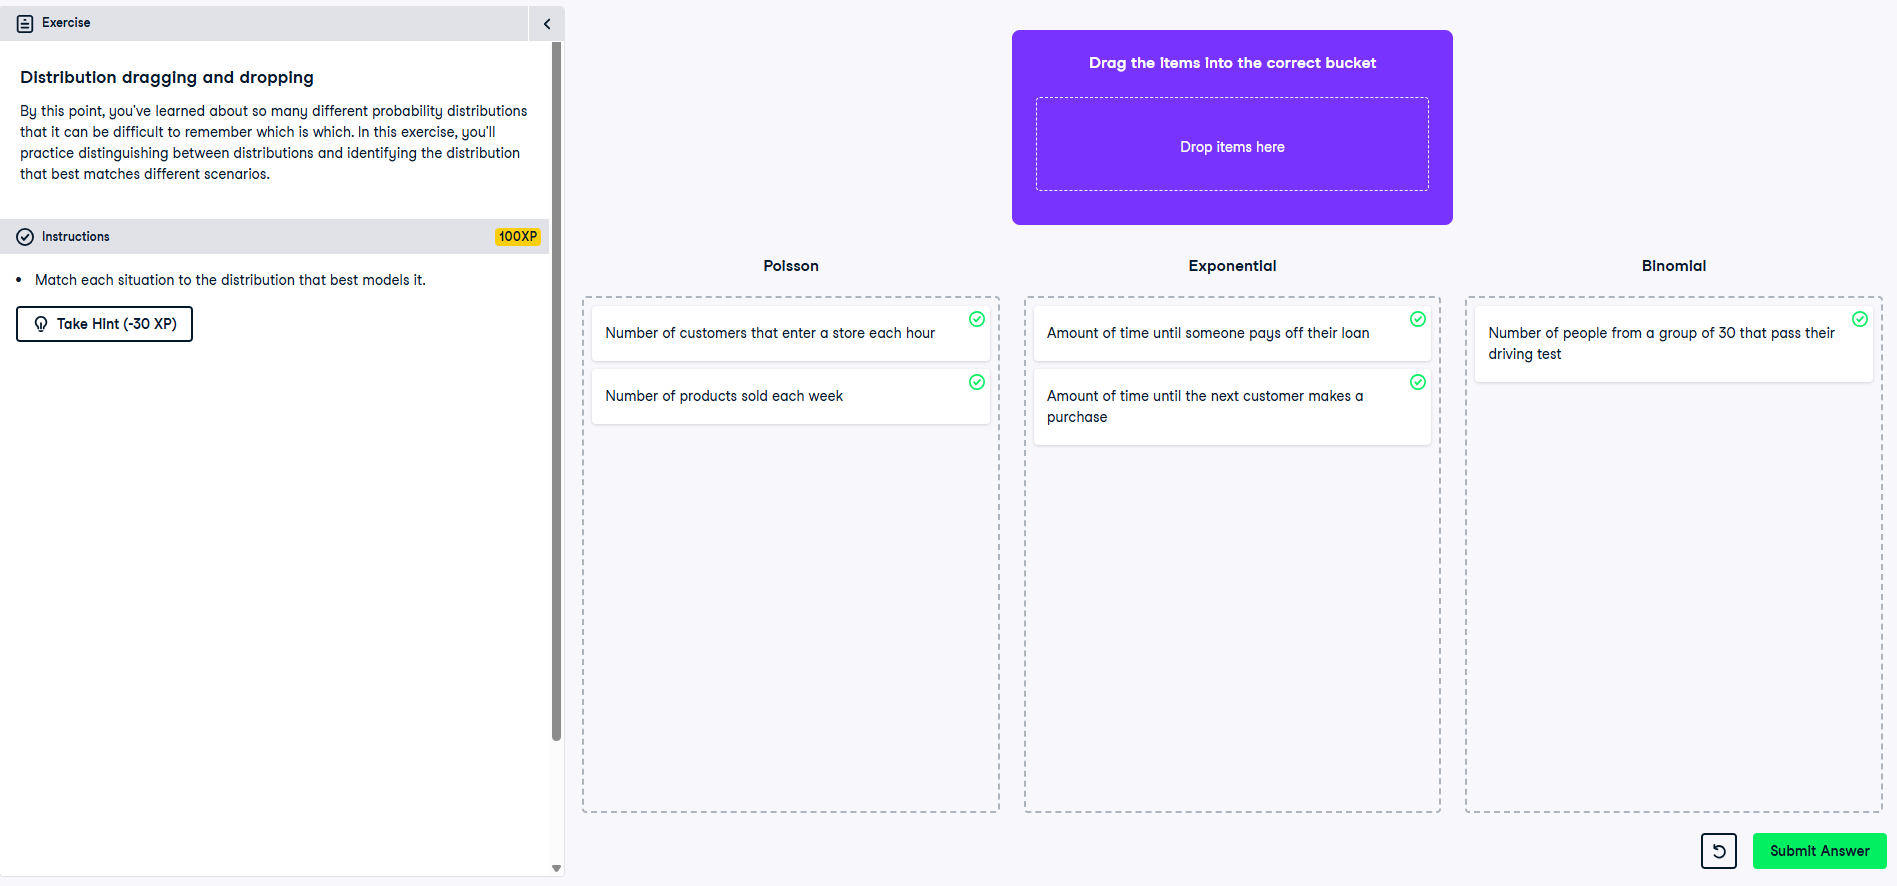 Exercise
Distribution dragging and dropping
By this point, you've learned about so many different probability distributions
that it can be difficult to remember which is which. In this exercise, you'll
practice distinguishing between distributions and identifying the distribution
that best matches different scenarios.
Instructions
100XP
• Match each situation to the distribution that best models it.
Take Hint (-30 XP)
Drag the items into the correct bucket
Drop items here
Poisson
Number of customers that enter a store each hour
Number of products sold each week
Exponential
Amount of time until someone pays off their loan
Amount of time until the next customer makes a
purchase
Binomial
Number of people from a group of 30 that pass their
driving test
Submit Answer